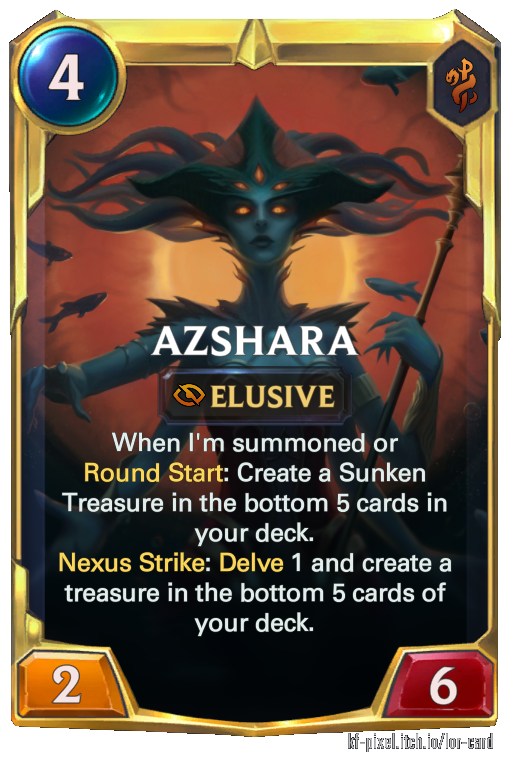 4
AZSHARA
ELUSIVE
When I'm summoned or
Round Start: Create a Sunken
Treasure in the bottom 5 cards in
your deck.
Nexus Strike: Delve 1 and create a
treasure in the bottom 5 cards of
your deck.
2
6
kf-pixel.itch.io/lor-card